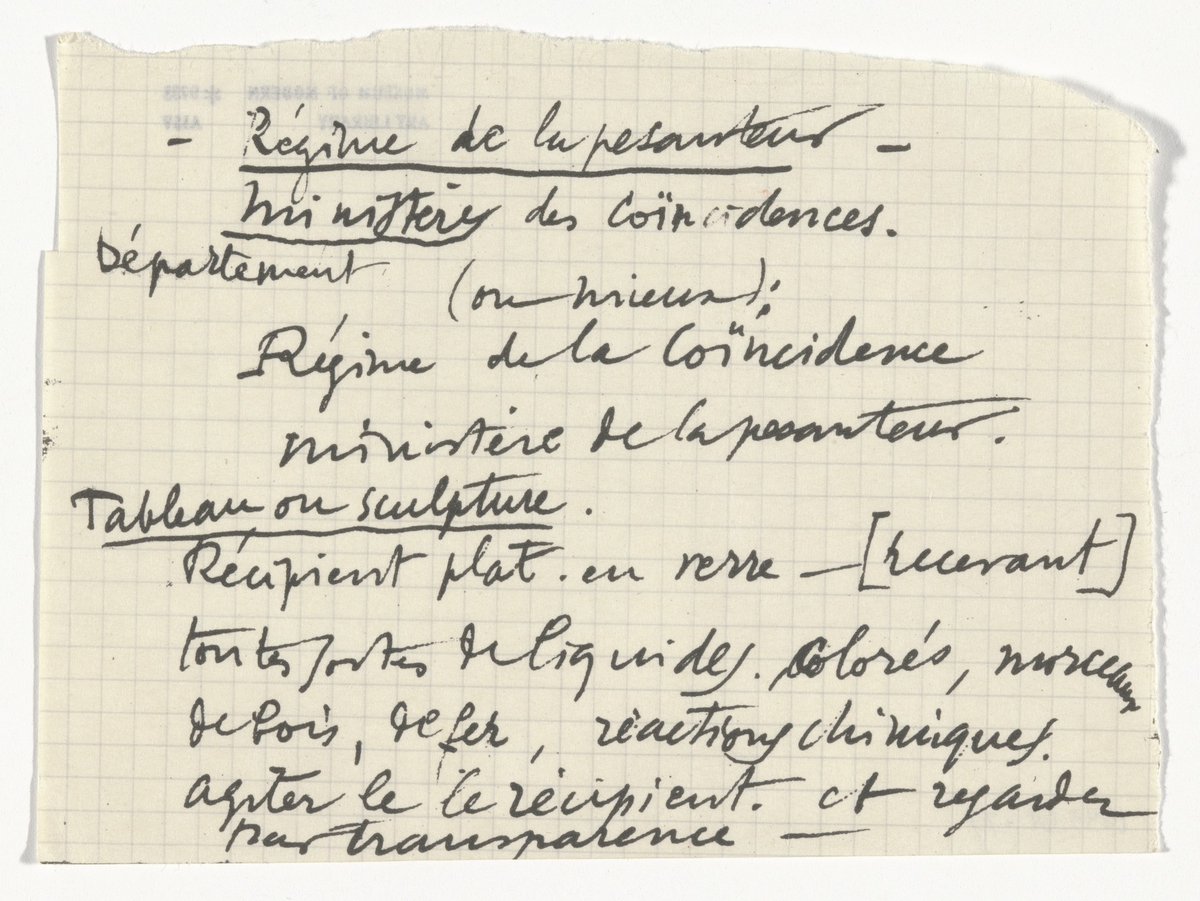 - Régime de la pesanteur -
Ministères des Coïncidences.
Département
(ou mieux):
Régime de la Coïncidence
Ministère de la pesanteur.
Tableau ou sculpture.
Récipient plat. en verre — [recevant]
toutes sortes de liquides. Colorés, morceaux
de bois, de fer, réactions chimiques.
agiter le le récipient. et regarder
par transparence —